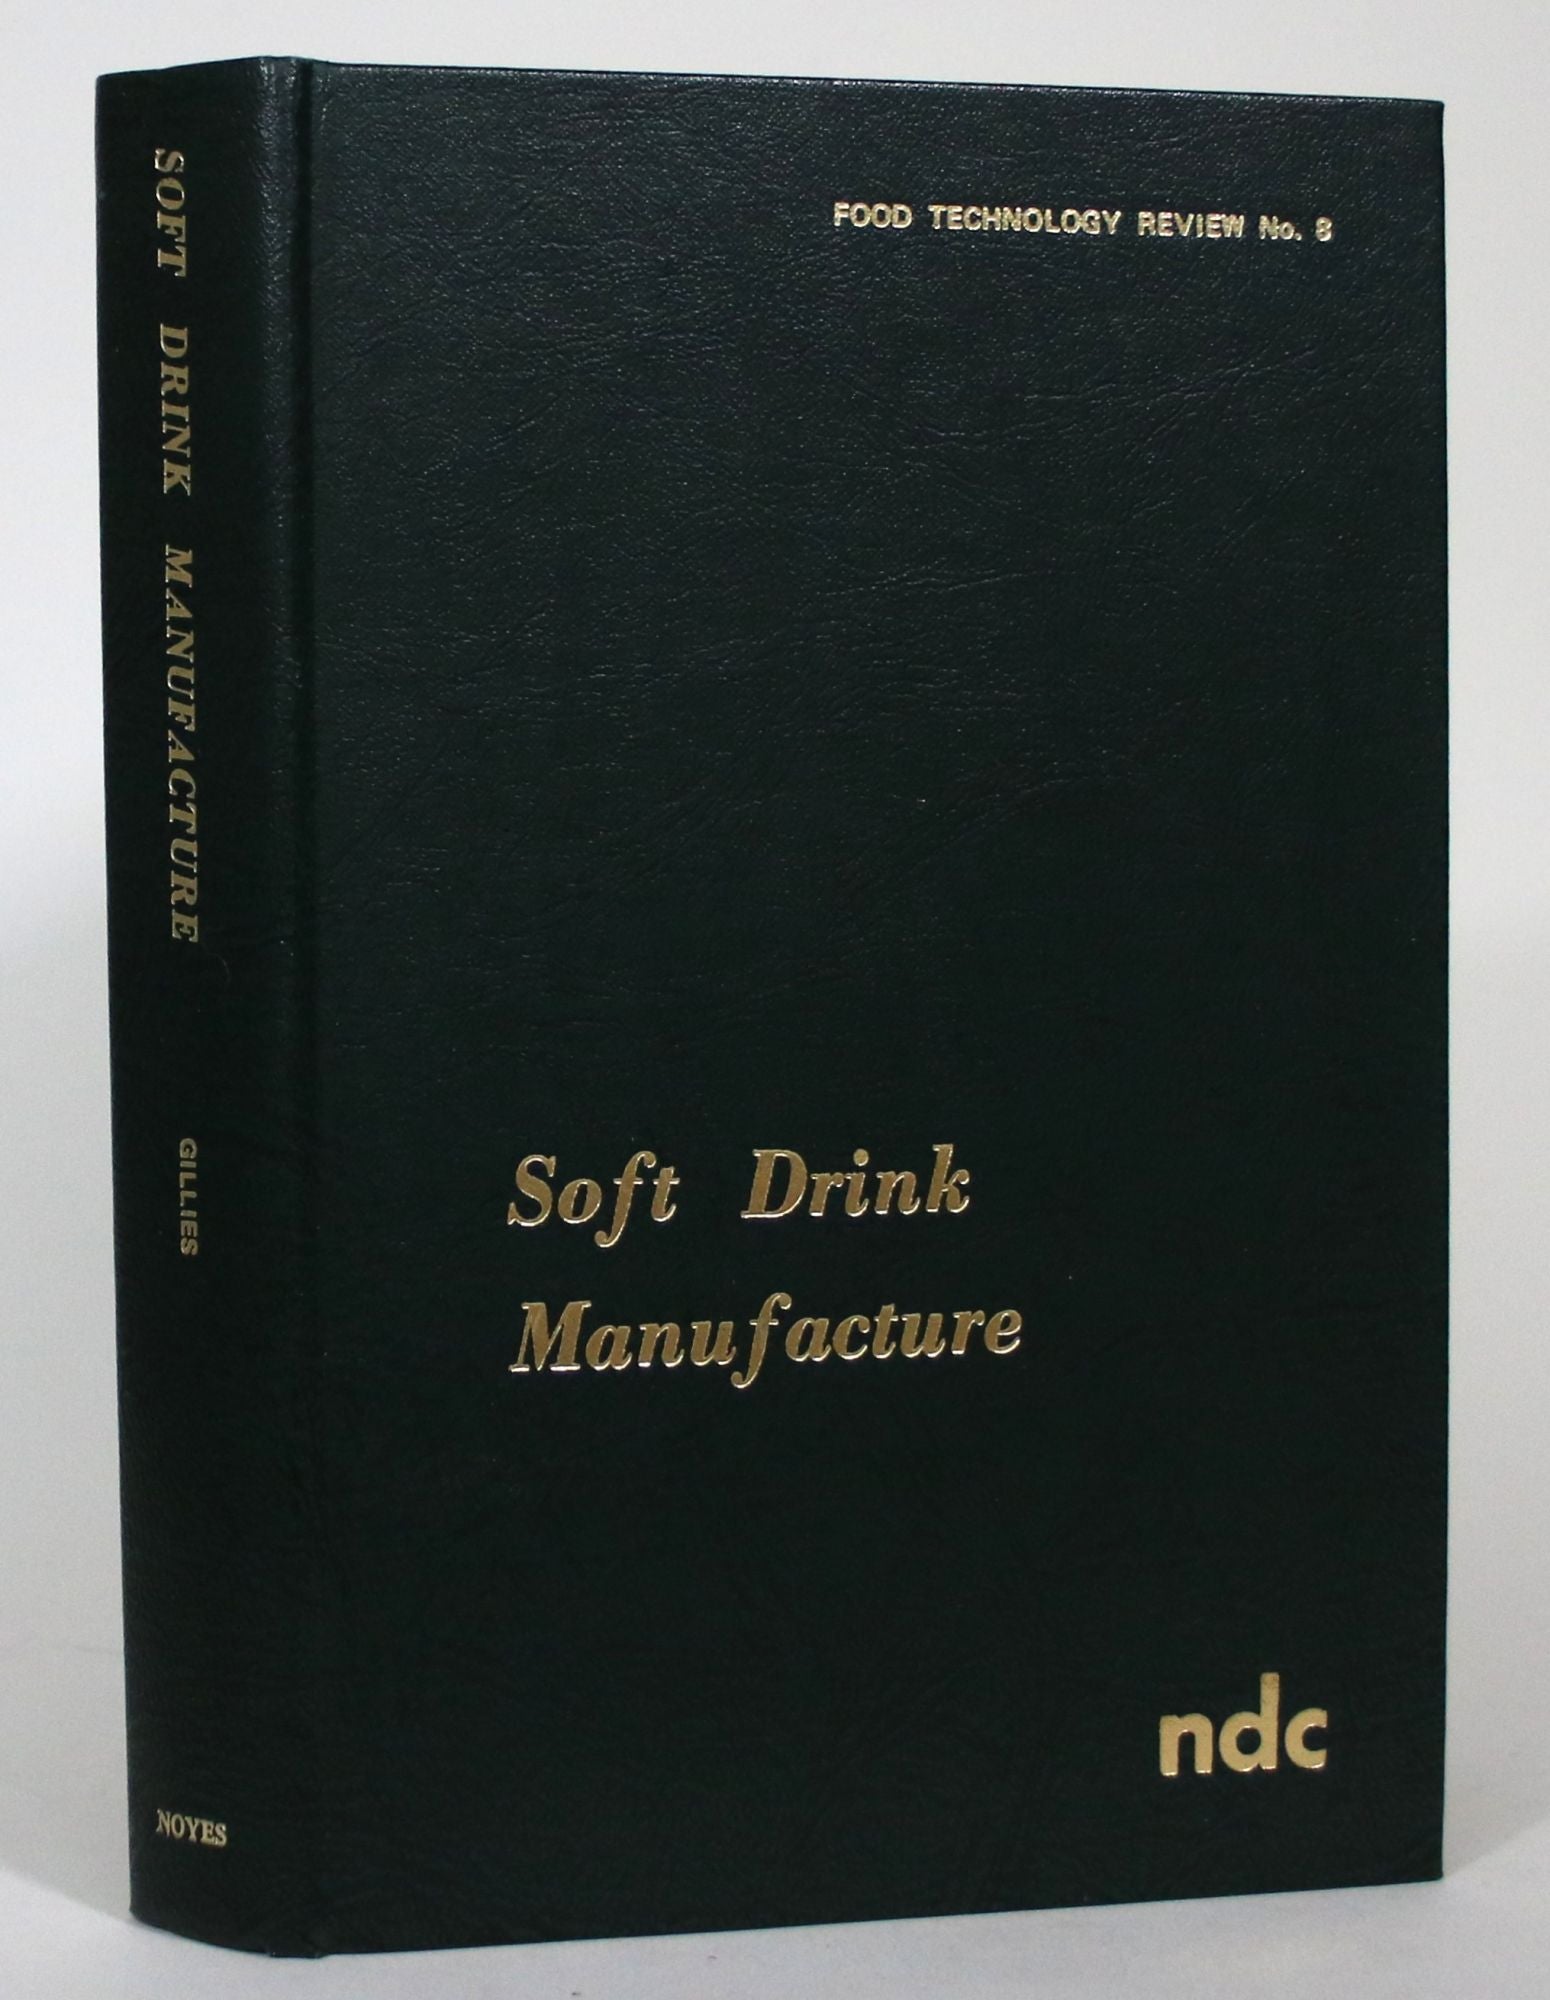 SOFT DRINK MANUFACTURE
GILLIES
NOYES
FOOD TECHNOLOGY REVIEW No. 8
Soft Drink
Manufacture
ndc